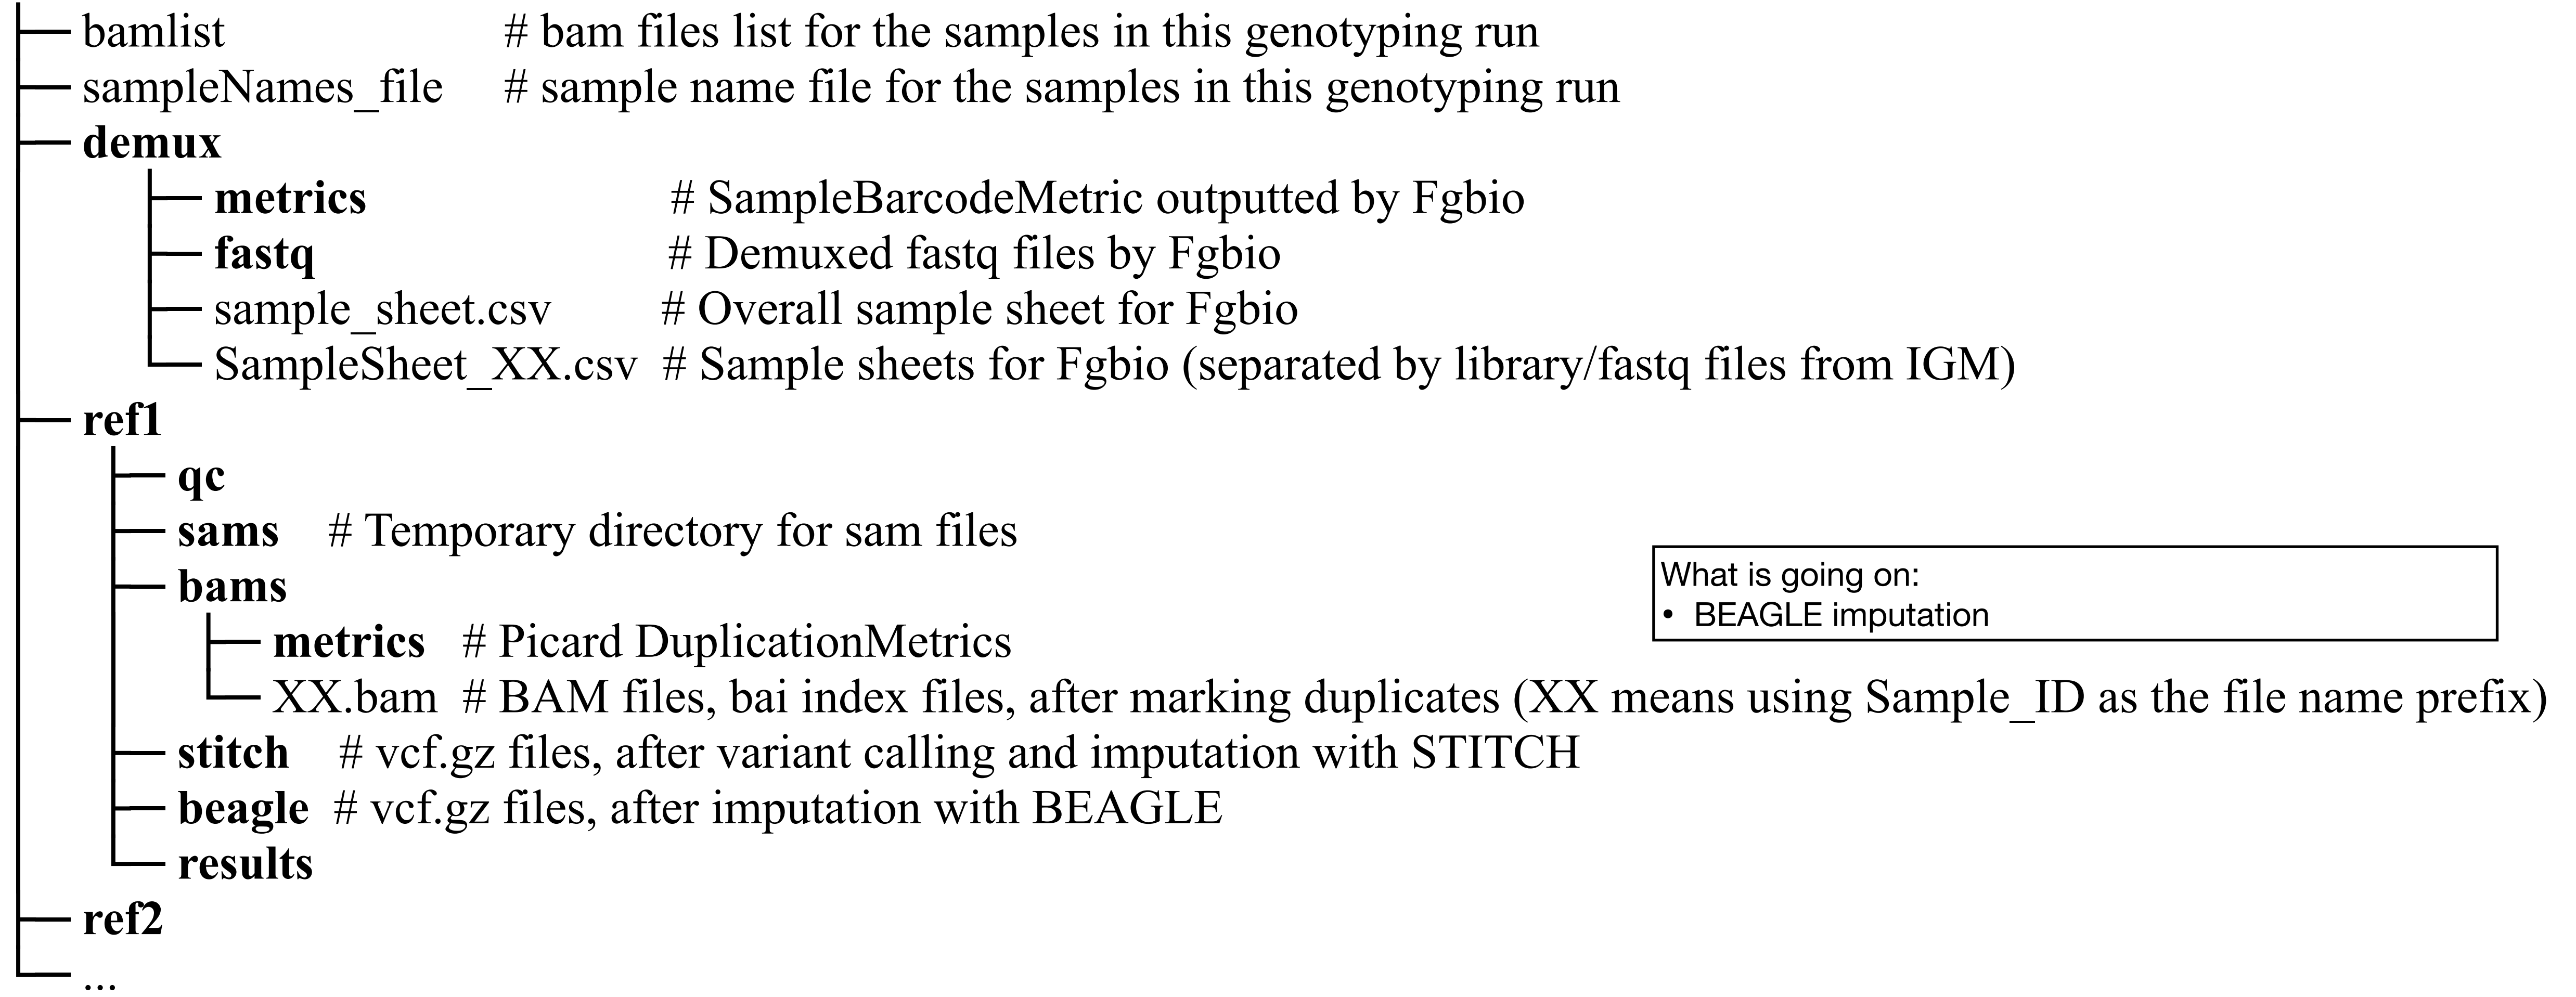 bamlist # bam files list for the samples in this genotyping run
sampleNames_file # sample name file for the samples in this genotyping run
demux
metrics # SampleBarcodeMetric outputted by Fgbio
fastq # Demuxed fastq files by Fgbio
sample_sheet.csv # Overall sample sheet for Fgbio
SampleSheet_XX.csv # Sample sheets for Fgbio (separated by library/fastq files from IGM)
ref1
qc
sams # Temporary directory for sam files
bams
metrics # Picard DuplicationMetrics
XX.bam # BAM files, bai index files, after marking duplicates (XX means using Sample_ID as the file name prefix)
stitch # vcf.gz files, after variant calling and imputation with STITCH
beagle # vcf.gz files, after imputation with BEAGLE
results
ref2
...
What is going on:
• BEAGLE imputation